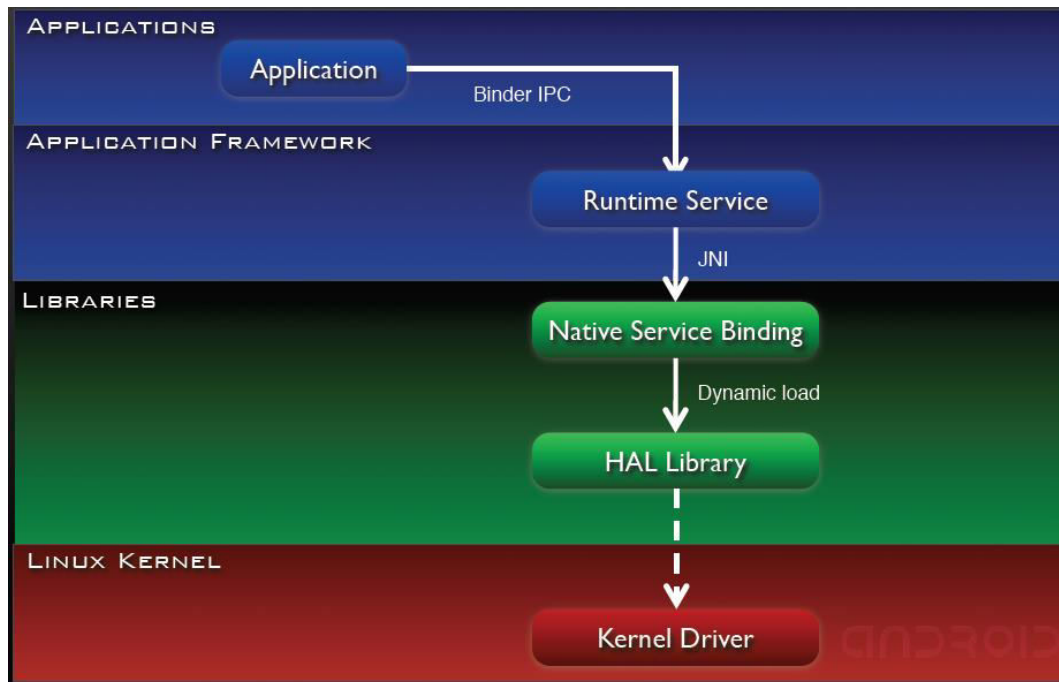 APPLICATIONS
Application
Binder IPC
APPLICATION FRAMEWORK
Runtime Service
JNI
LIBRARIES
Native Service Binding
Dynamic load
HAL Library
LINUX KERNEL
Kernel Driver
ANDROID